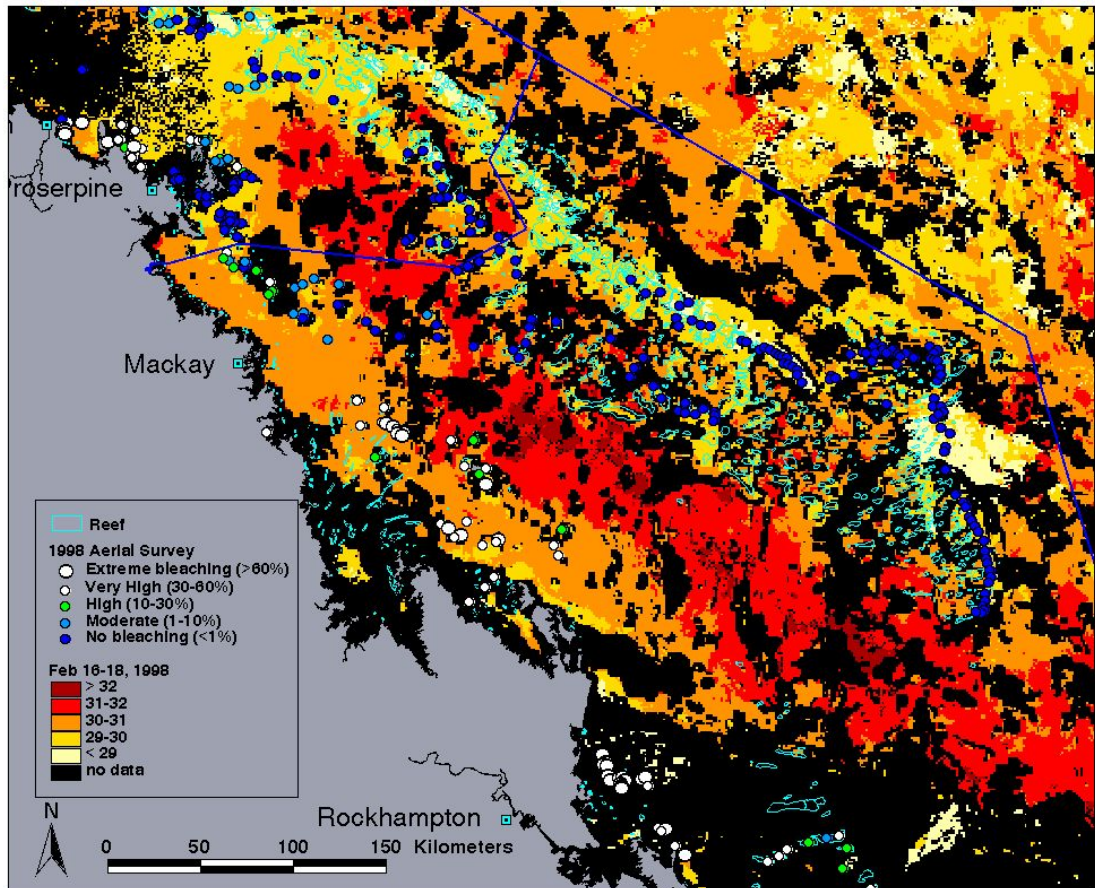 Proserpine
Mackay
Reef
1998 Aerial Survey
Extreme bleaching (>60%)
Very High (30-60%)
High (10-30%)
Moderate (1-10%)
No bleaching (<1%)
Feb 16-18, 1998
> 32
31-32
30-31
29-30
< 29
no data
N
Rockhampton
0 50 100 150 Kilometers